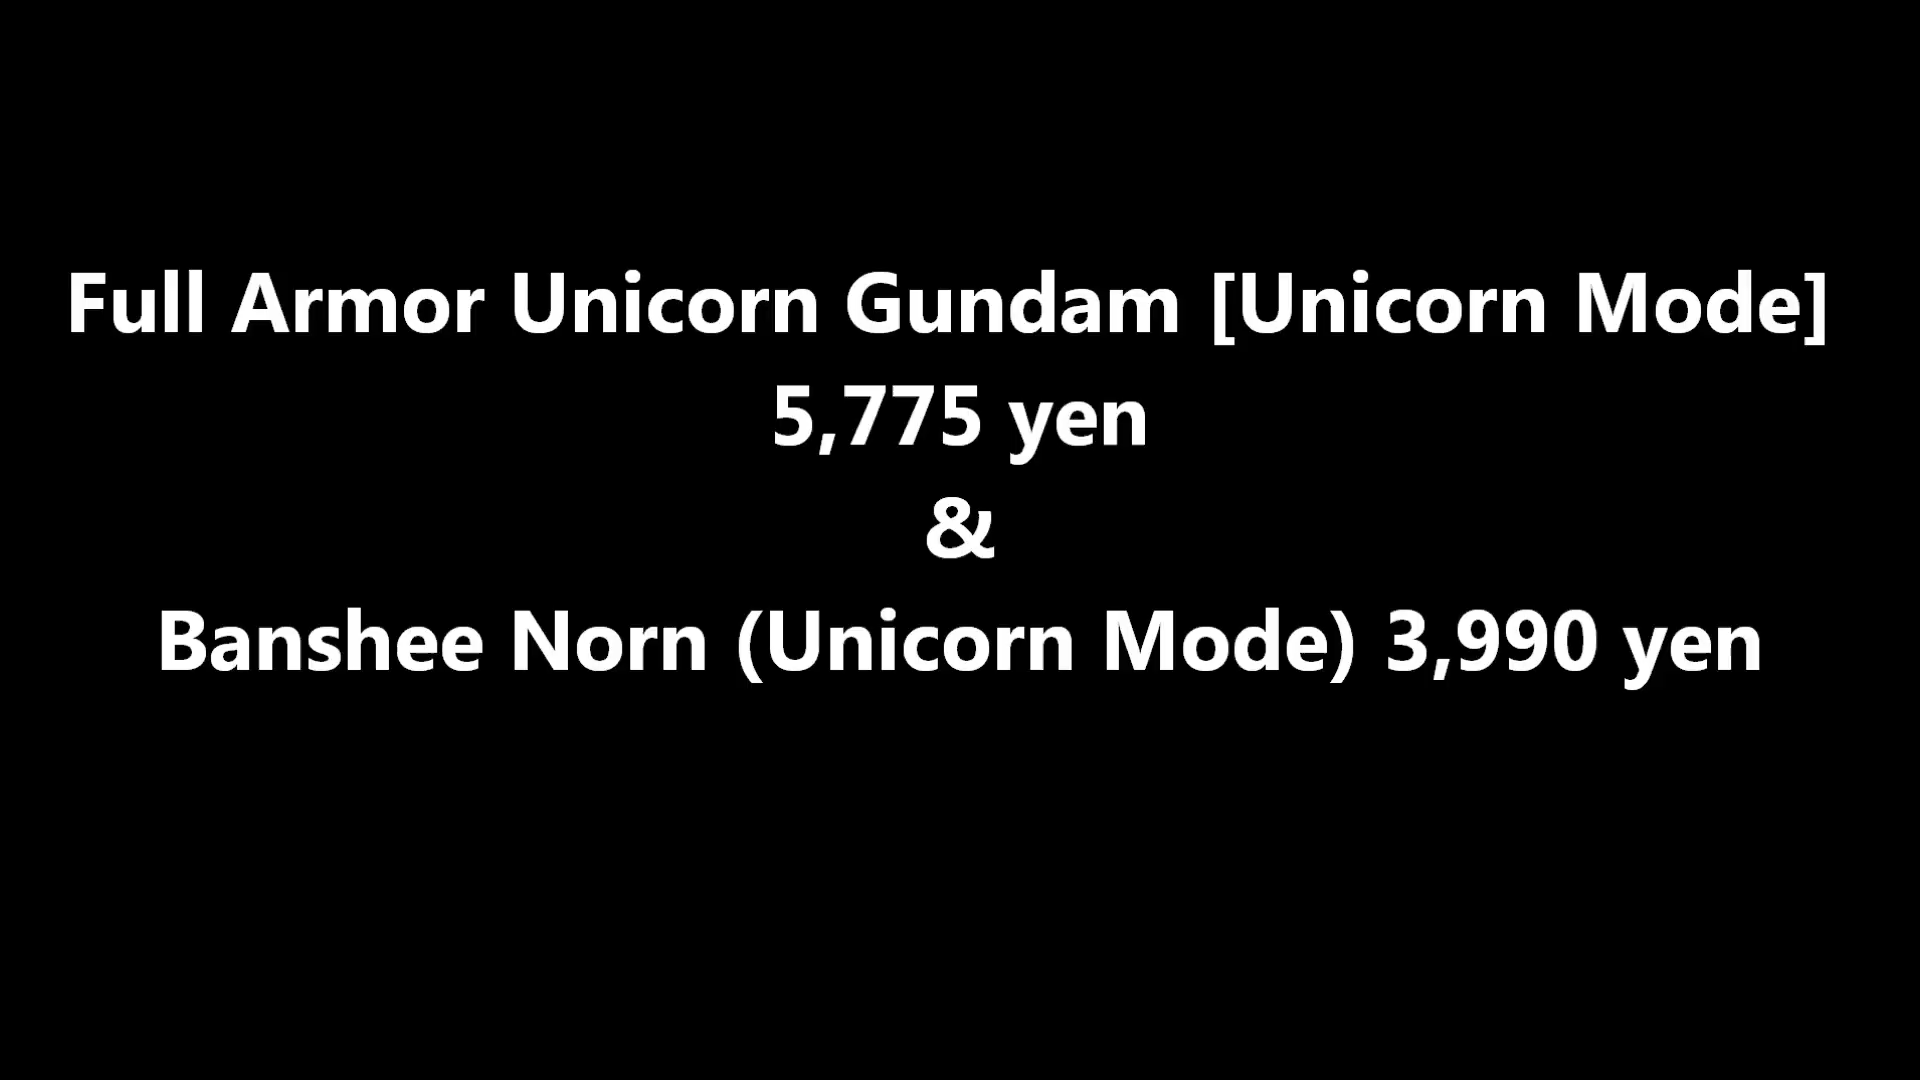 Full Armor Unicorn Gundam [Unicorn Mode]
5,775 yen
&
Banshee Norn (Unicorn Mode) 3,990 yen